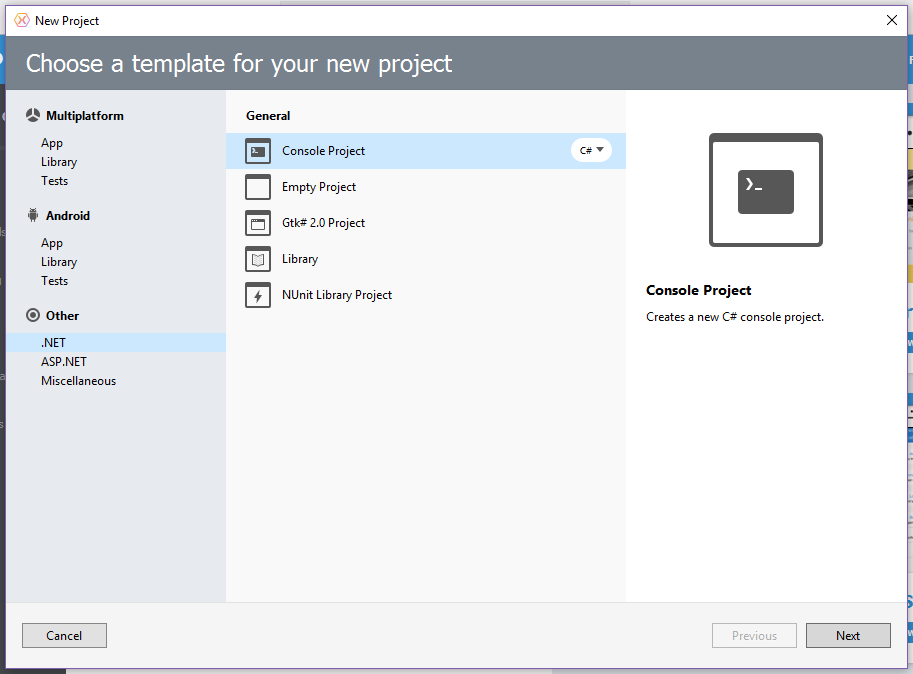 New Project
Choose a template for your new project
Multiplatform
App
Library
Tests
Android
App
Library
Tests
Other
.NET
ASP.NET
Miscellaneous
General
Console Project
C#
Empty Project
Gtk# 2.0 Project
Library
NUnit Library Project
Console Project
Creates a new C# console project.
Cancel
Previous
Next